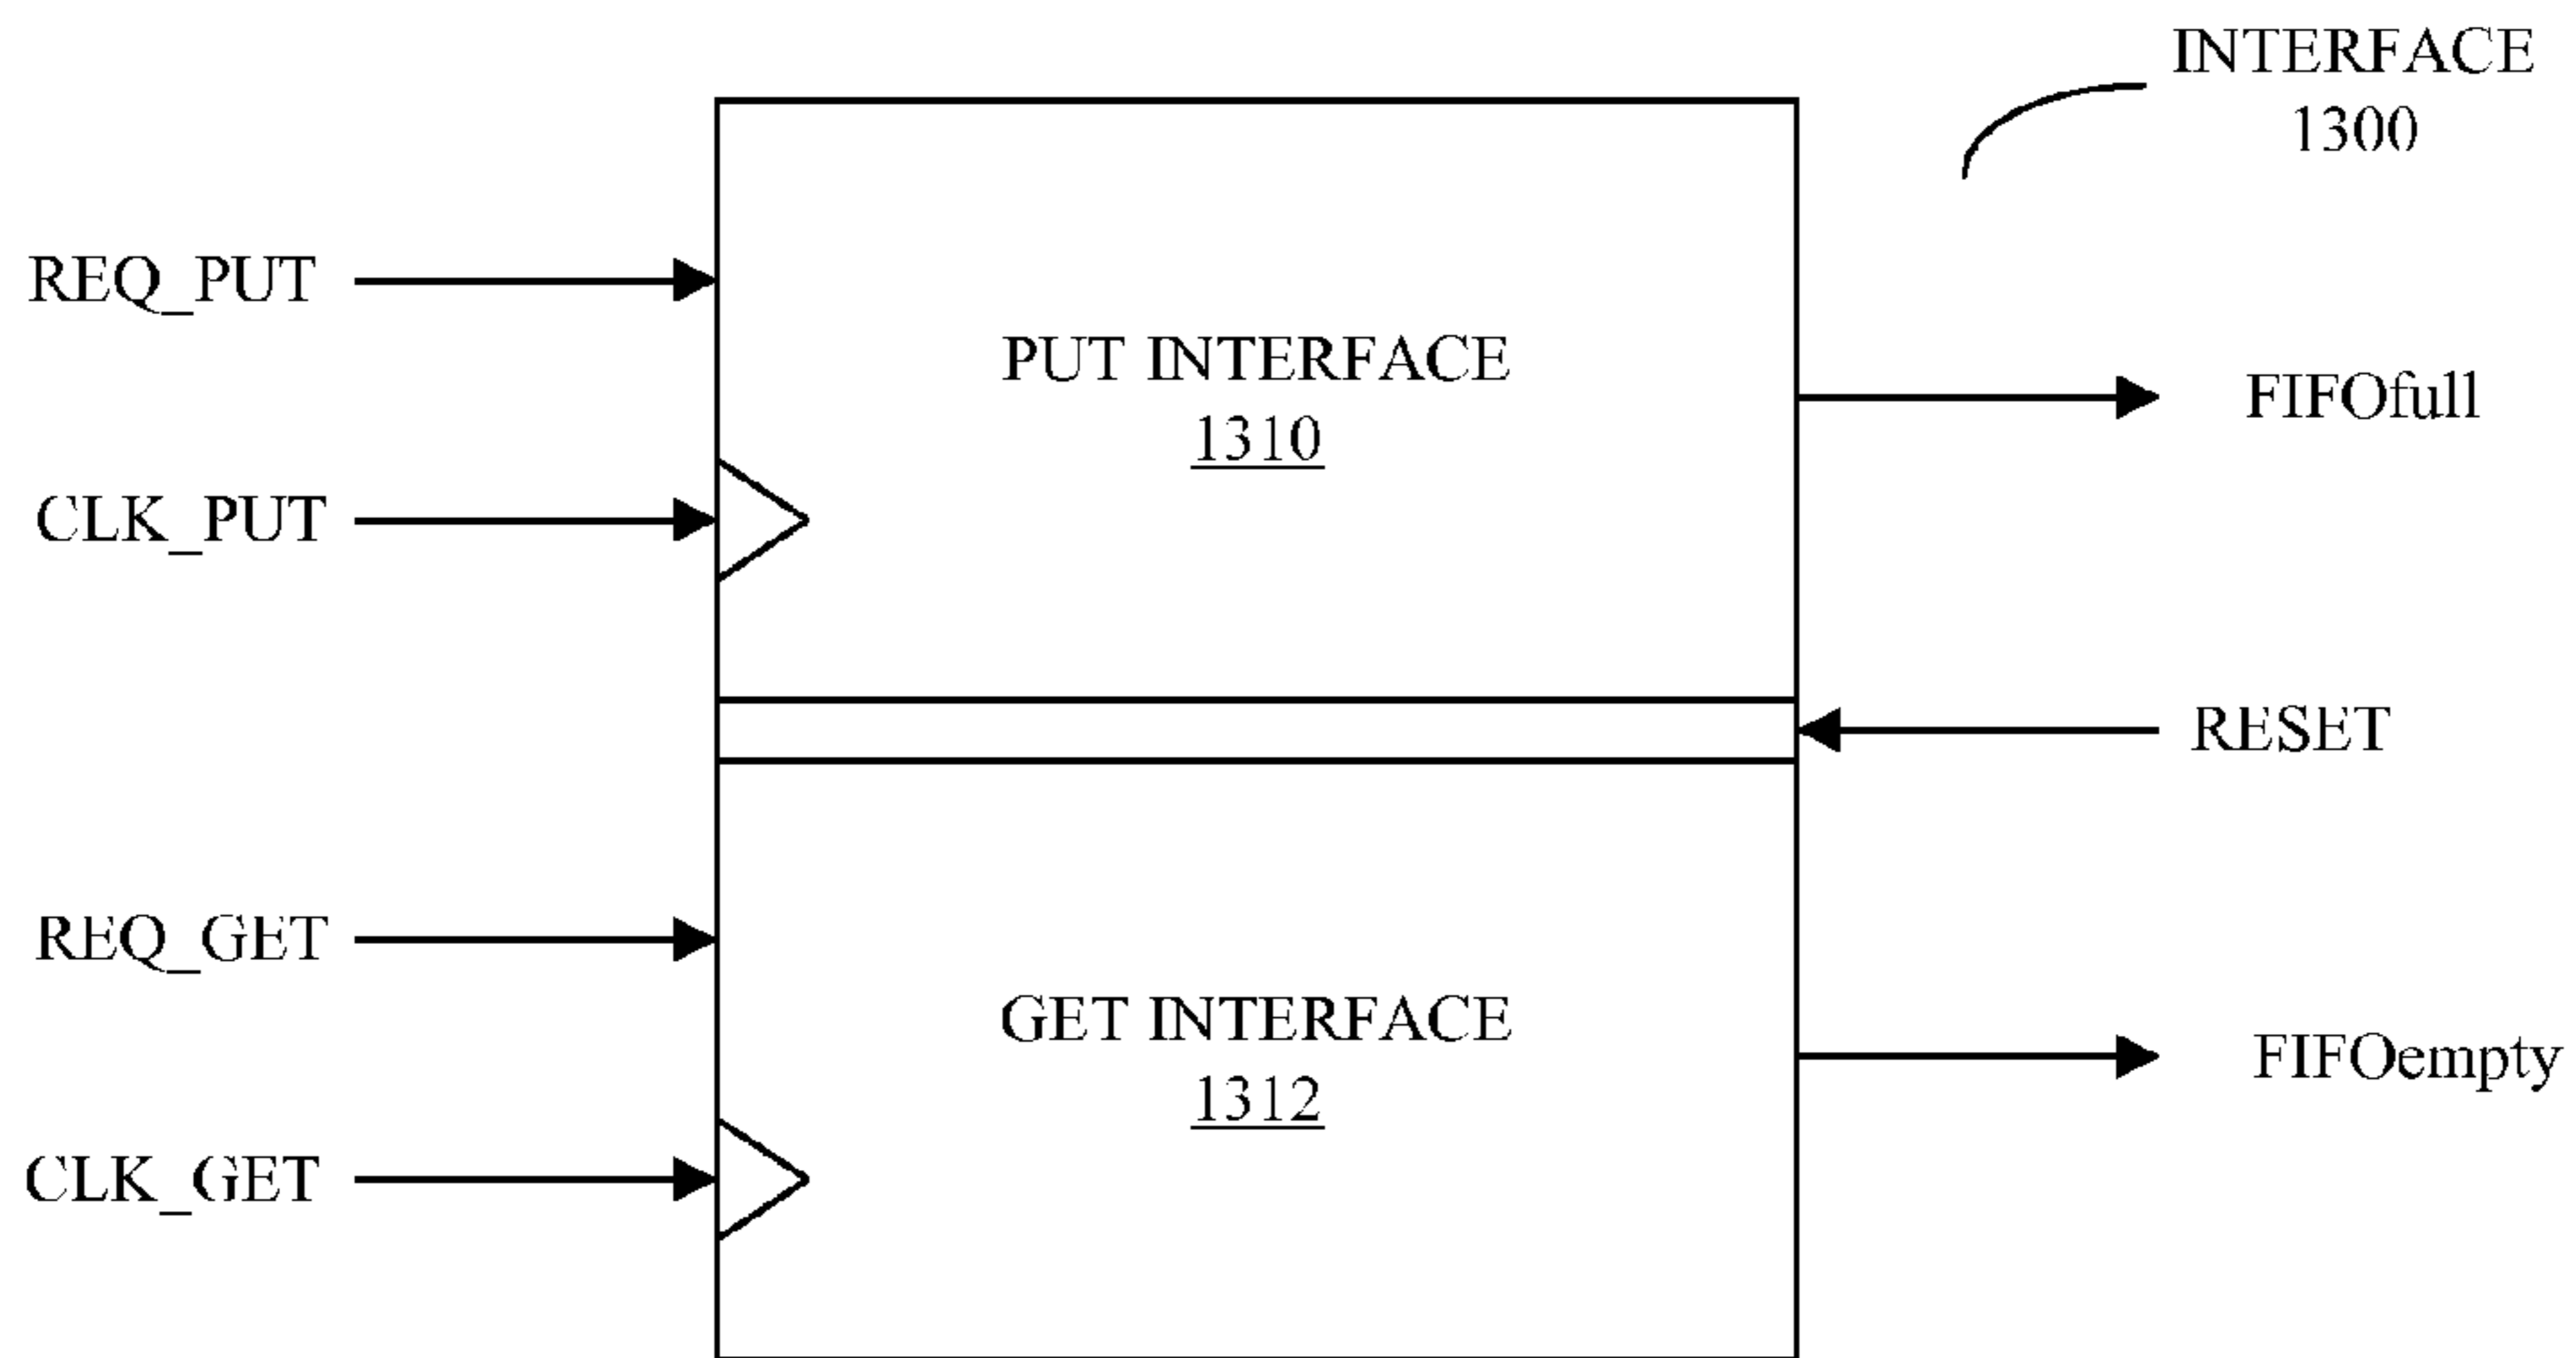 INTERFACE
1300
REQ_PUT
PUT INTERFACE
1310
FIFOfull
CLK_PUT
RESET
REQ_GET
GET INTERFACE
1312
FIFOempty
CLK_GET